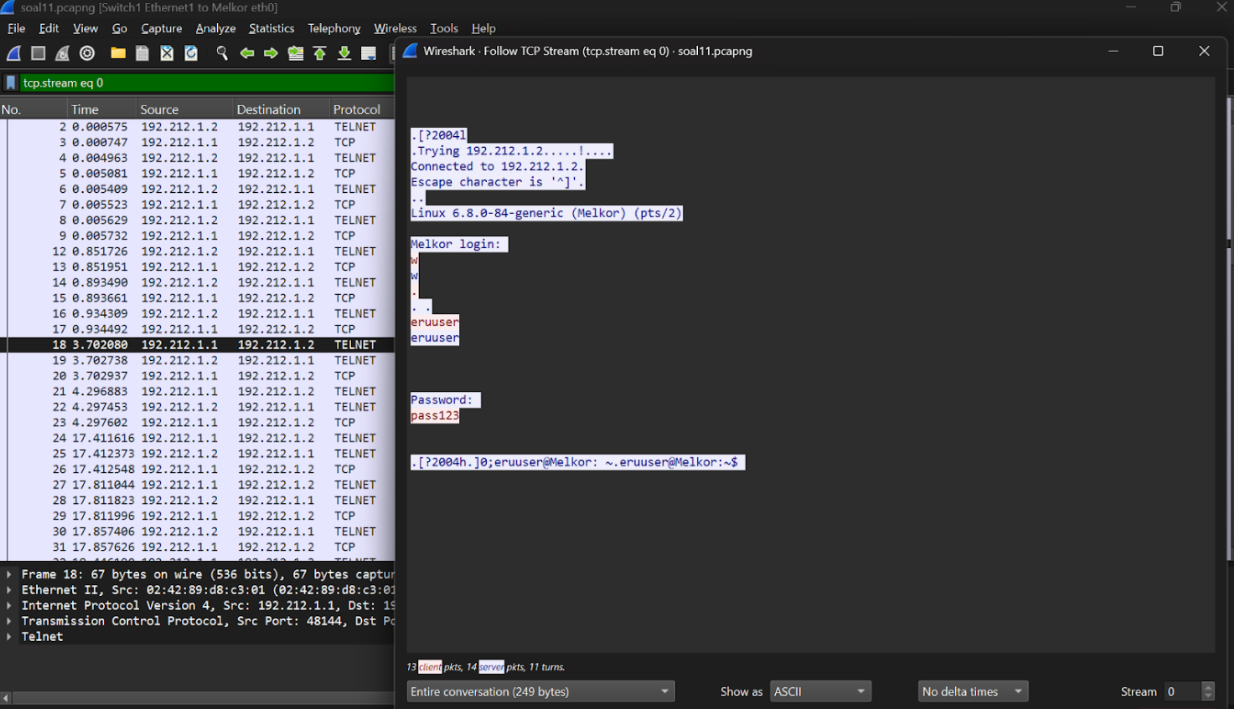 soal11.pcapng [Switch1 Ethernet1 to Melkor eth0]
File Edit View Go Capture Analyze Statistics Telephony Wireless Tools Help
tcp.stream eq 0
No. Time Source Destination Protocol
2 0.000575 192.212.1.2 192.212.1.1 TELNET
3 0.000747 192.212.1.1 192.212.1.2 TCP
4 0.004963 192.212.1.2 192.212.1.1 TELNET
5 0.005081 192.212.1.1 192.212.1.2 TCP
6 0.005409 192.212.1.2 192.212.1.1 TELNET
7 0.005523 192.212.1.1 192.212.1.2 TCP
8 0.005629 192.212.1.2 192.212.1.1 TELNET
9 0.005732 192.212.1.1 192.212.1.2 TCP
12 0.851726 192.212.1.2 192.212.1.1 TELNET
13 0.851951 192.212.1.1 192.212.1.2 TCP
14 0.893490 192.212.1.2 192.212.1.1 TELNET
15 0.893661 192.212.1.1 192.212.1.2 TCP
16 0.934309 192.212.1.2 192.212.1.1 TELNET
17 0.934492 192.212.1.1 192.212.1.2 TCP
18 3.702080 192.212.1.1 192.212.1.2 TELNET
19 3.702738 192.212.1.2 192.212.1.1 TELNET
20 3.702937 192.212.1.1 192.212.1.2 TCP
21 4.296883 192.212.1.1 192.212.1.2 TELNET
22 4.297453 192.212.1.2 192.212.1.1 TELNET
23 4.297602 192.212.1.1 192.212.1.2 TCP
24 17.411616 192.212.1.1 192.212.1.2 TELNET
25 17.412373 192.212.1.2 192.212.1.1 TELNET
26 17.412548 192.212.1.1 192.212.1.2 TCP
27 17.811044 192.212.1.1 192.212.1.2 TELNET
28 17.811823 192.212.1.2 192.212.1.1 TELNET
29 17.811996 192.212.1.1 192.212.1.2 TCP
30 17.857406 192.212.1.2 192.212.1.1 TELNET
31 17.857626 192.212.1.1 192.212.1.2 TCP
Frame 18: 67 bytes on wire (536 bits), 67 bytes captur
Ethernet II, Src: 02:42:89:d8:c3:01 (02:42:89:d8:c3:01
Internet Protocol Version 4, Src: 192.212.1.1, Dst: 19
Transmission Control Protocol, Src Port: 48144, Dst Po
Telnet
Wireshark · Follow TCP Stream (tcp.stream eq 0) · soal11.pcapng
.[?2004l
.Trying 192.212.1.2.....!....
Connected to 192.212.1.2.
Escape character is '^]'.
..
Linux 6.8.0-84-generic (Melkor) (pts/2)
Melkor login:
w
w
.
. .
eruuser
eruuser
Password:
pass123
.[?2004h.]0;eruuser@Melkor: ~.eruuser@Melkor:~$
13 client pkts, 14 server pkts, 11 turns.
Entire conversation (249 bytes) Show as ASCII No delta times Stream 0